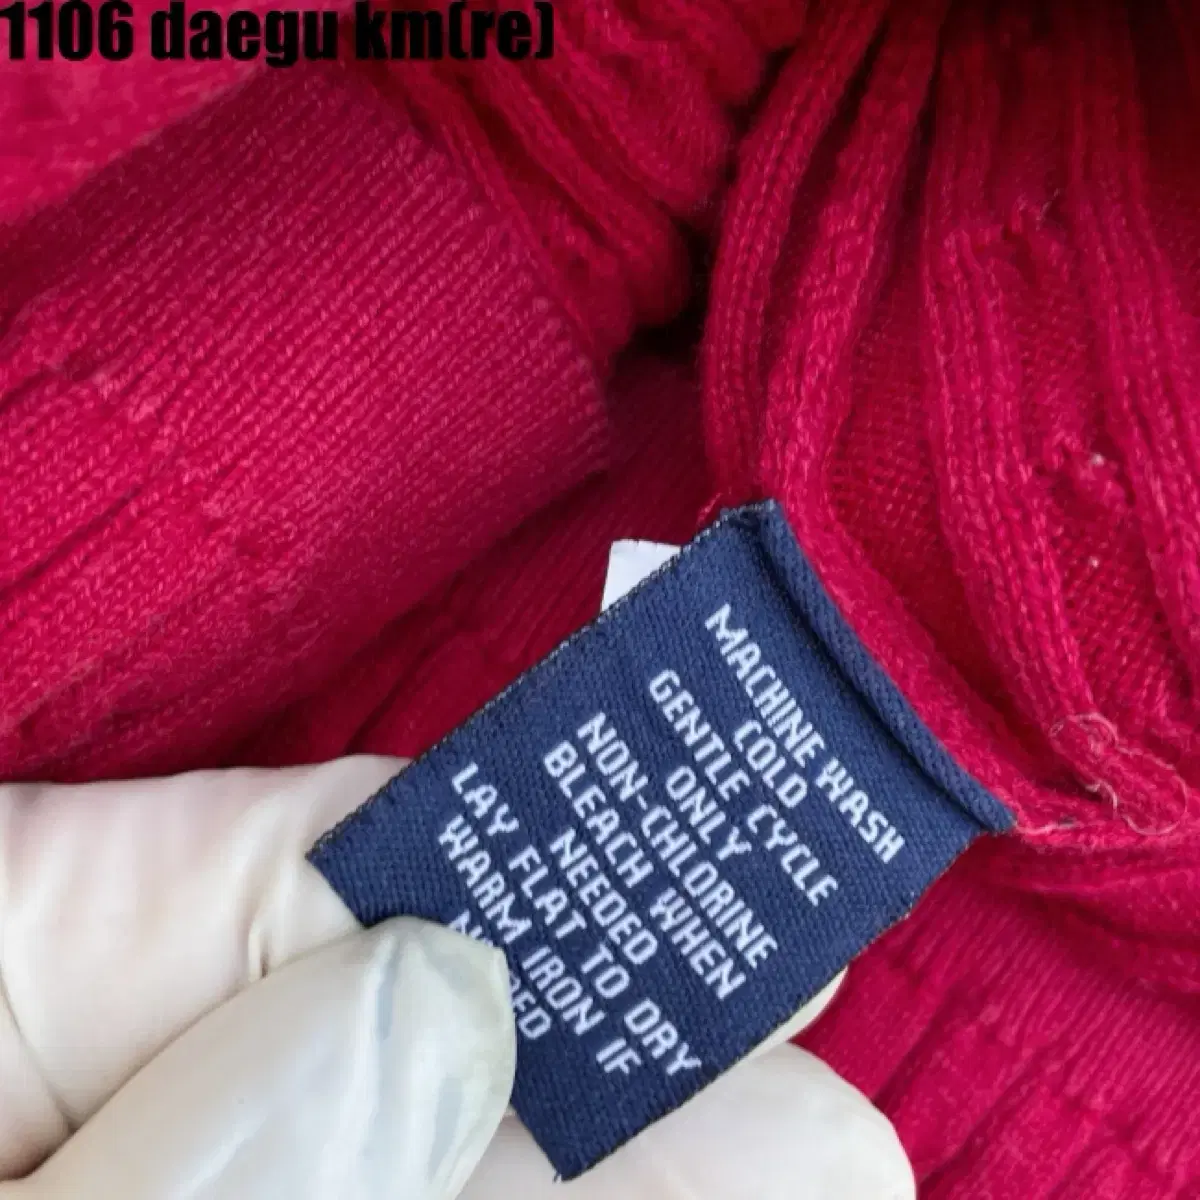 1106 daegu km(re)
MACHINE WASH
COLD
GENTLE CYCLE
ONLY
NON-CHLORINE
BLEACH WHEN
NEEDED
LAY FLAT TO DRY
WARM IRON IF